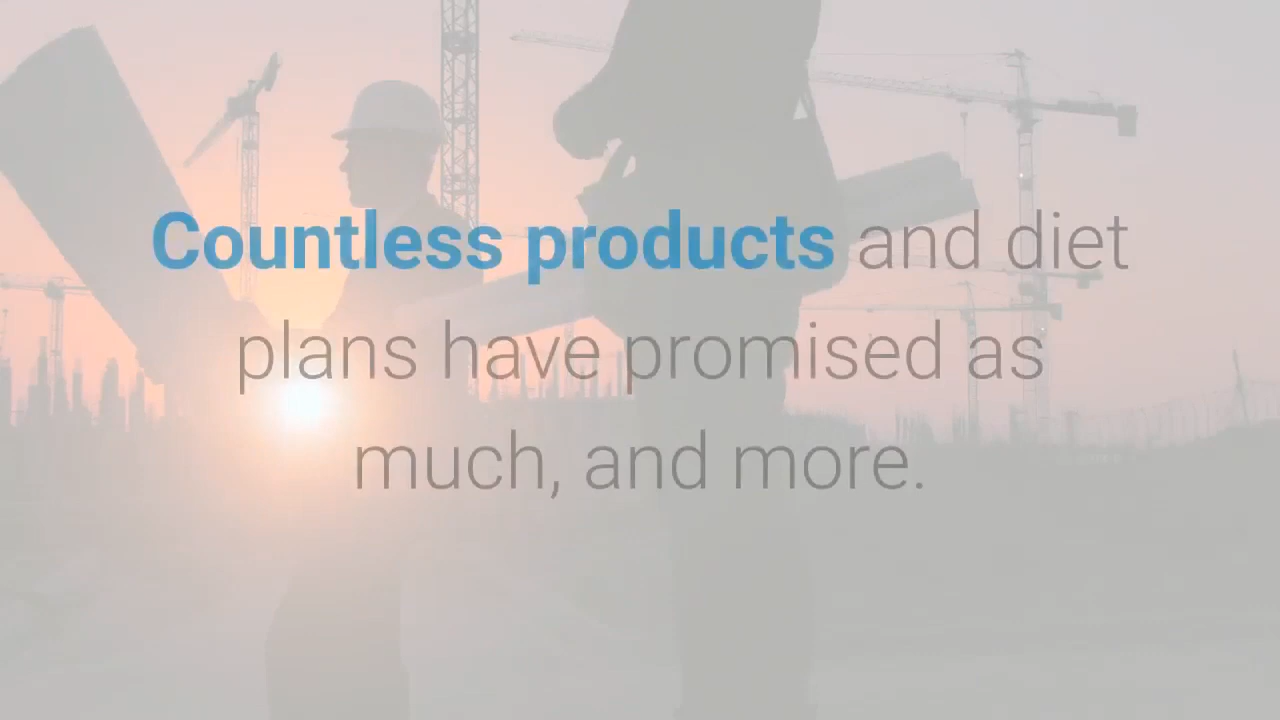 Countless products and diet
plans have promised as
much, and more.